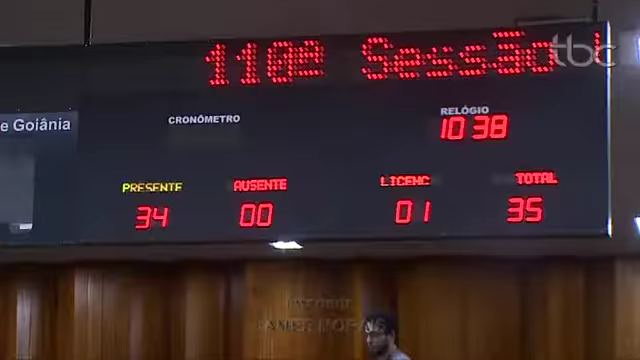 110ª Sessão
tbc
e Goiânia
CRONÔMETRO
RELÓGIO
10 38
PRESENTE AUSENTE LICENC TOTAL
34 00 01 35